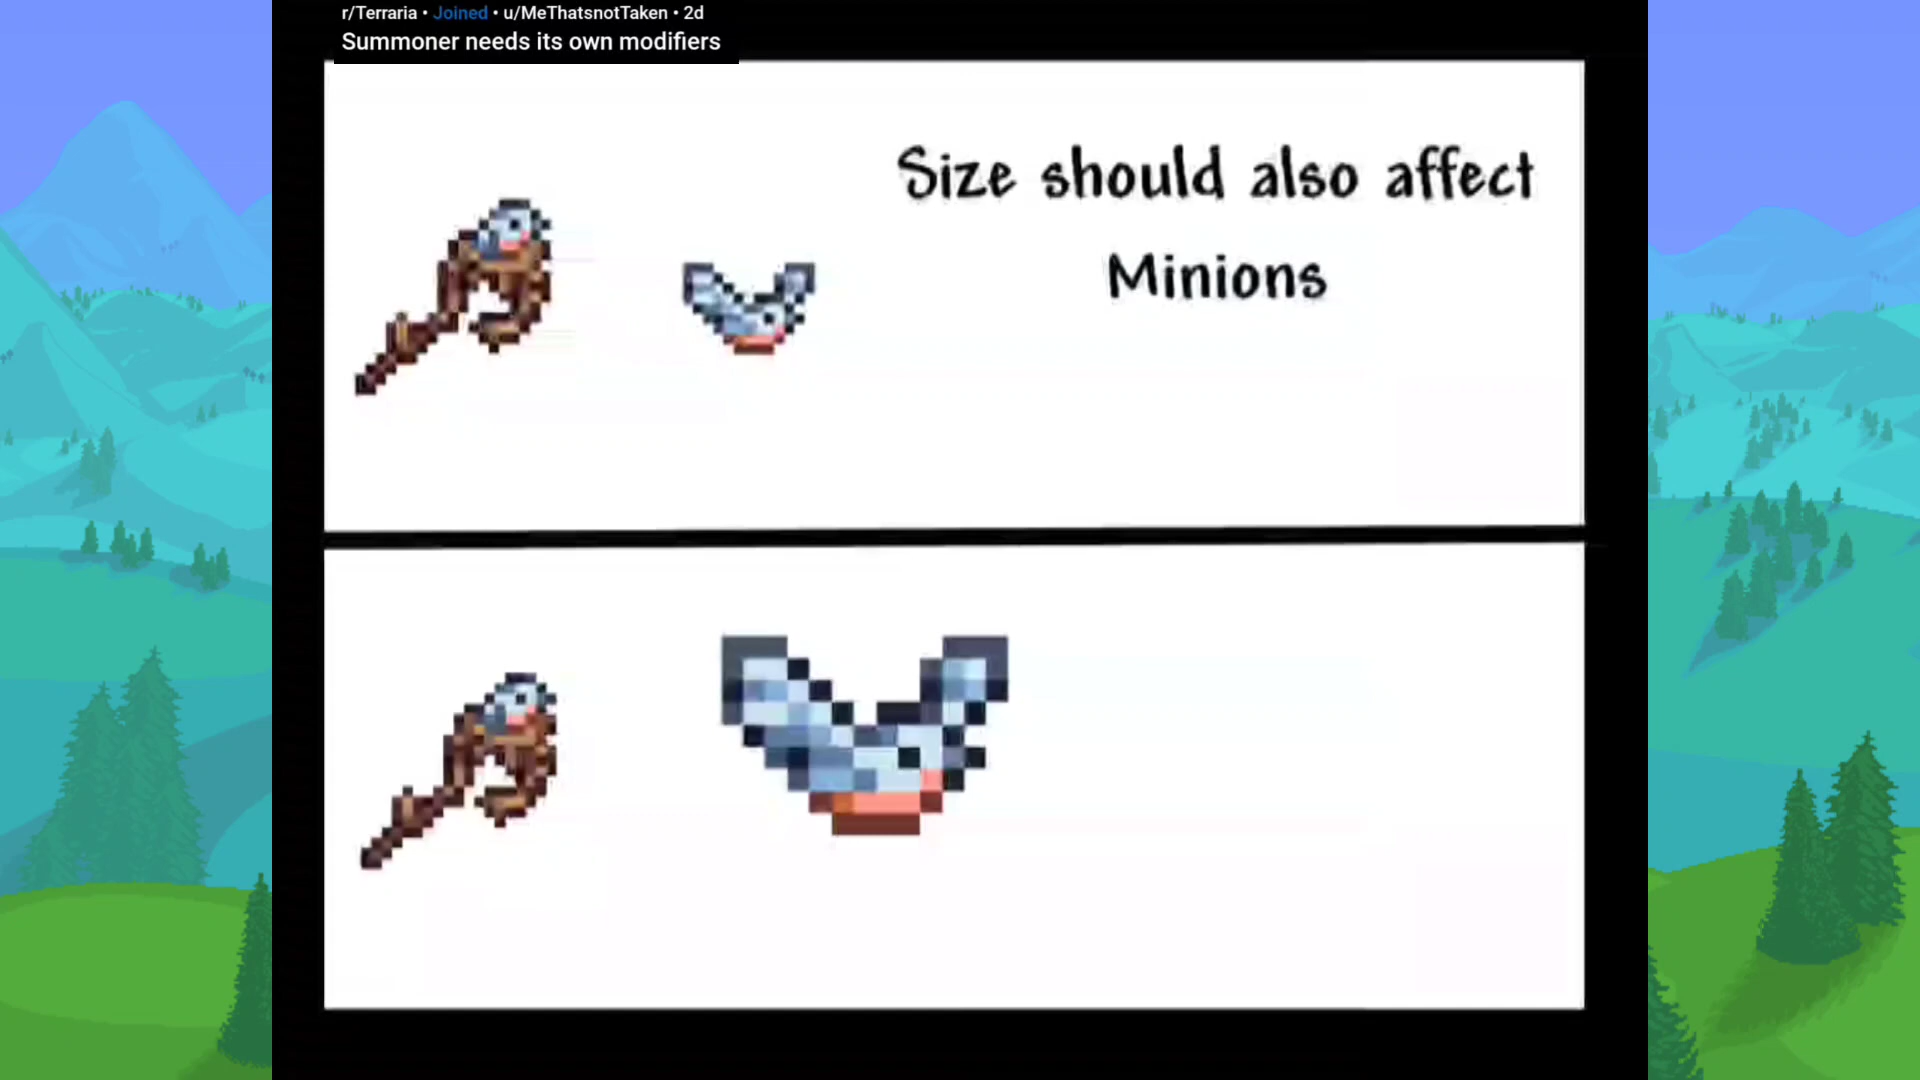 r/Terraria • Joined • u/MeThatsnotTaken • 2d
Summoner needs its own modifiers
Size should also affect
Minions